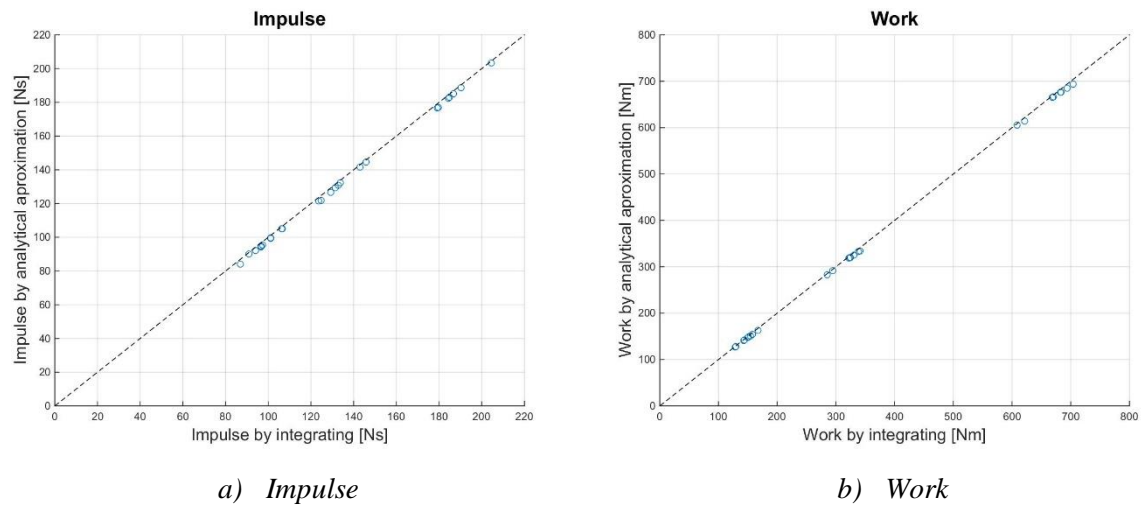 Impulse
220
200
180
160
140
120
100
80
60
40
20
0
Impulse by analytical aproximation [Ns]
0 20 40 60 80 100 120 140 160 180 200 220
Impulse by integrating [Ns]
a) Impulse
Work
800
700
600
500
400
300
200
100
0
Work by analytical aproximation [Nm]
0 100 200 300 400 500 600 700 800
Work by integrating [Nm]
b) Work